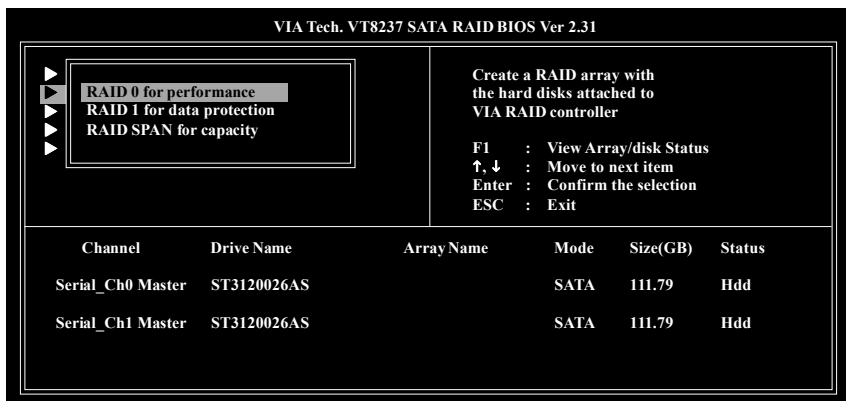 VIA Tech. VT8237 SATA RAID BIOS Ver 2.31
RAID 0 for performance
RAID 1 for data protection
RAID SPAN for capacity
Create a RAID array with
the hard disks attached to
VIA RAID controller
F1 : View Array/disk Status
↑, ↓ : Move to next item
Enter : Confirm the selection
ESC : Exit
Channel Drive Name Array Name Mode Size(GB) Status
Serial_Ch0 Master ST3120026AS SATA 111.79 Hdd
Serial_Ch1 Master ST3120026AS SATA 111.79 Hdd